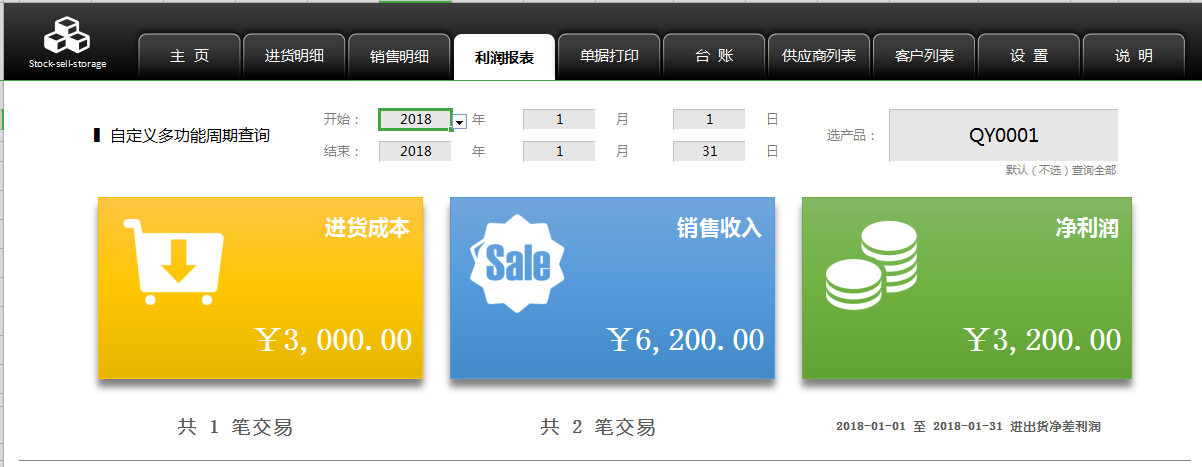 Stock-sell-storage
主 页
进货明细
销售明细
利润报表
单据打印
台 账
供应商列表
客户列表
设 置
说 明
自定义多功能周期查询
开始： 2018 年 1 月 1 日
结束： 2018 年 1 月 31 日
选产品： QY0001
默认（不选）查询全部
进货成本
￥3,000.00
Sale
销售收入
￥6,200.00
净利润
￥3,200.00
共 1 笔交易
共 2 笔交易
2018-01-01 至 2018-01-31 进出货净差利润